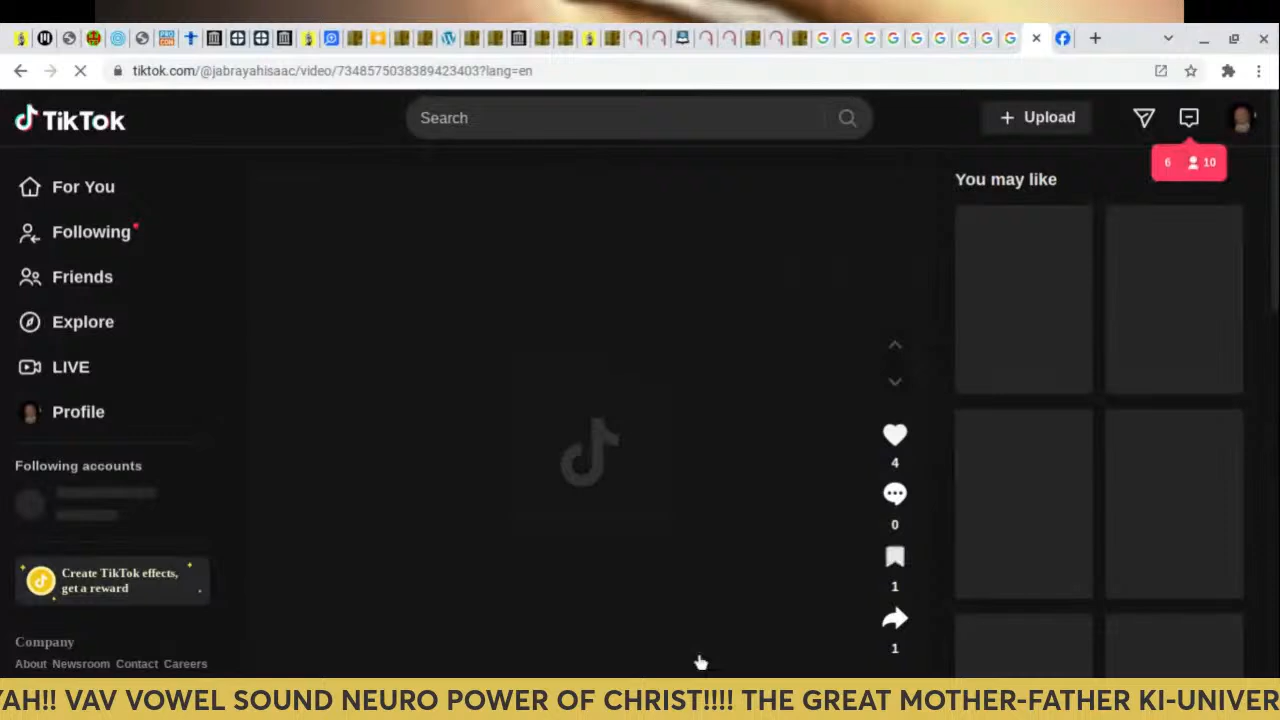 tiktok.com/@jabrayahisaac/video/7348575038389423403?lang=en
TikTok
Search
Upload
6 10
For You
You may like
Following
Friends
Explore
LIVE
Profile
4
Following accounts
0
Create TikTok effects,
get a reward
1
Company
1
About Newsroom Contact Careers
YAH!! VAV VOWEL SOUND NEURO POWER OF CHRIST!!!! THE GREAT MOTHER-FATHER KI-UNIVER